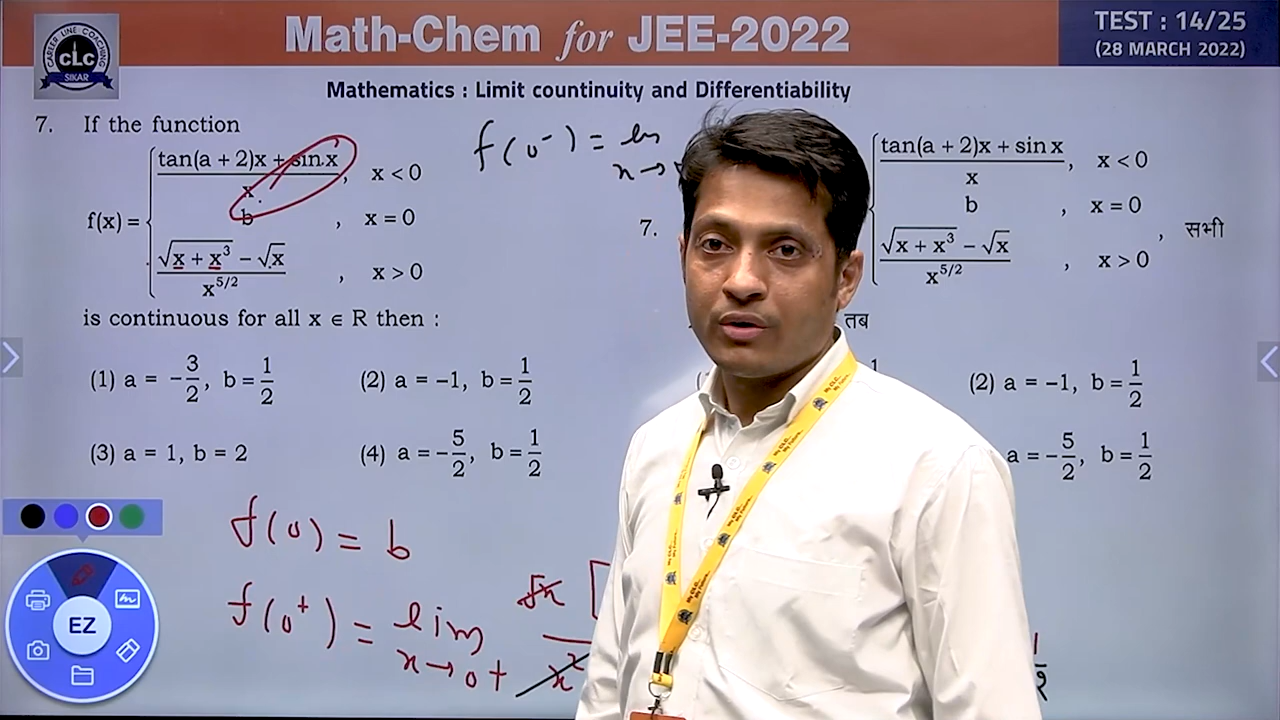 Math-Chem for JEE-2022
TEST : 14/25
(28 MARCH 2022)
CAREER LINE COACHING
CLC
SIKAR
Mathematics : Limit countinuity and Differentiability
7. If the function
f(x) = { (tan(a + 2)x + sin x)/x , x < 0
b , x = 0
(√(x + x³) − √x)/x^(5/2) , x > 0
is continuous for all x ∈ R then :
(1) a = −3/2, b = 1/2
(2) a = −1, b = 1/2
(3) a = 1, b = 2
(4) a = −5/2, b = 1/2
f(0⁻) = lim
x →
7.
{ (tan(a + 2)x + sin x)/x , x < 0
b , x = 0
(√(x + x³) − √x)/x^(5/2) , x > 0
, सभी
तब
(2) a = −1, b = 1/2
a = −5/2, b = 1/2
f(0) = b
f(0⁺) = lim √x [
x → 0+
EZ